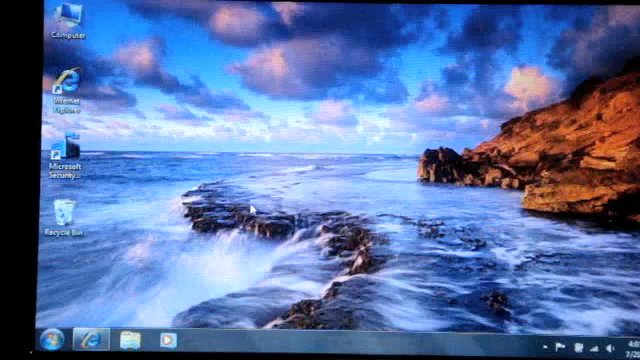 Computer
Internet
Explorer
Microsoft
Security...
Recycle Bin